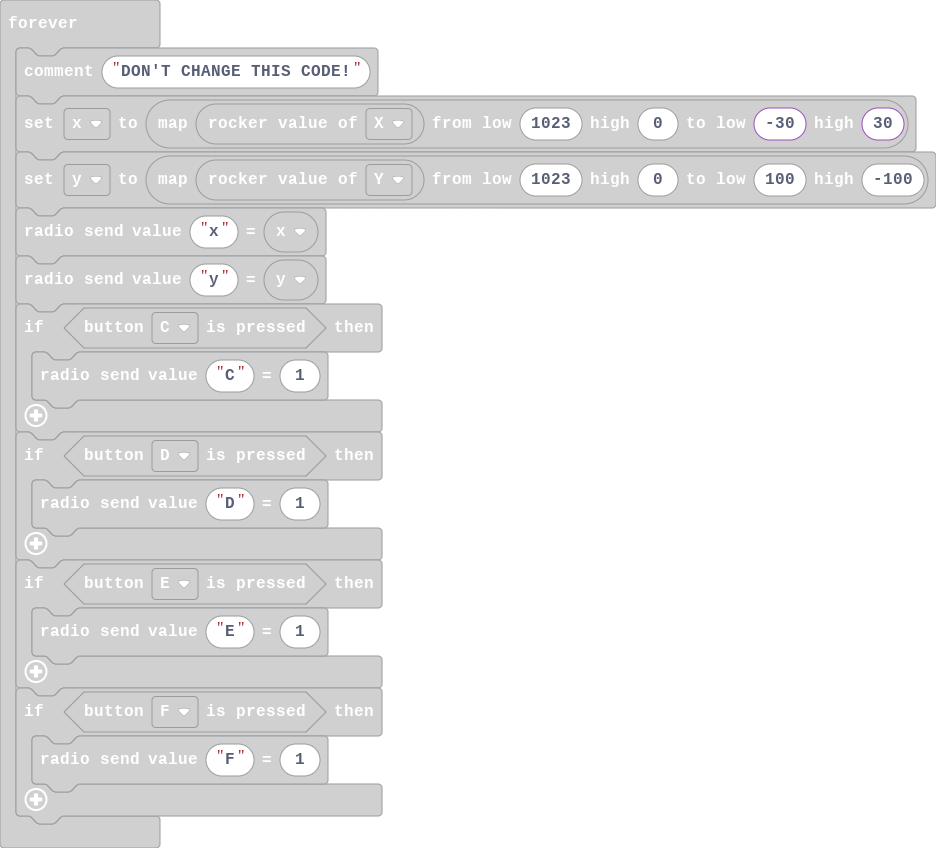 forever
comment "DON'T CHANGE THIS CODE!"
set x to map rocker value of X from low 1023 high 0 to low -30 high 30
set y to map rocker value of Y from low 1023 high 0 to low 100 high -100
radio send value "x" = x
radio send value "y" = y
if button C is pressed then
radio send value "C" = 1
if button D is pressed then
radio send value "D" = 1
if button E is pressed then
radio send value "E" = 1
if button F is pressed then
radio send value "F" = 1